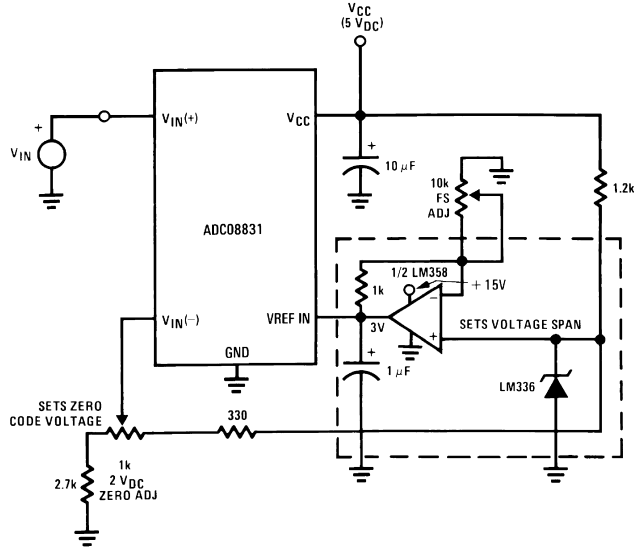 VCC
(5 VDC)
VIN(+)
VCC
+
VIN
+
10 μF
10k
FS
ADJ
1.2k
ADC08831
1/2 LM358
+ 15V
1k
−
VIN(−)
VREF IN
3V
+
SETS VOLTAGE SPAN
GND
+
1 μF
LM336
SETS ZERO
CODE VOLTAGE
330
1k
2 VDC
ZERO ADJ
2.7k